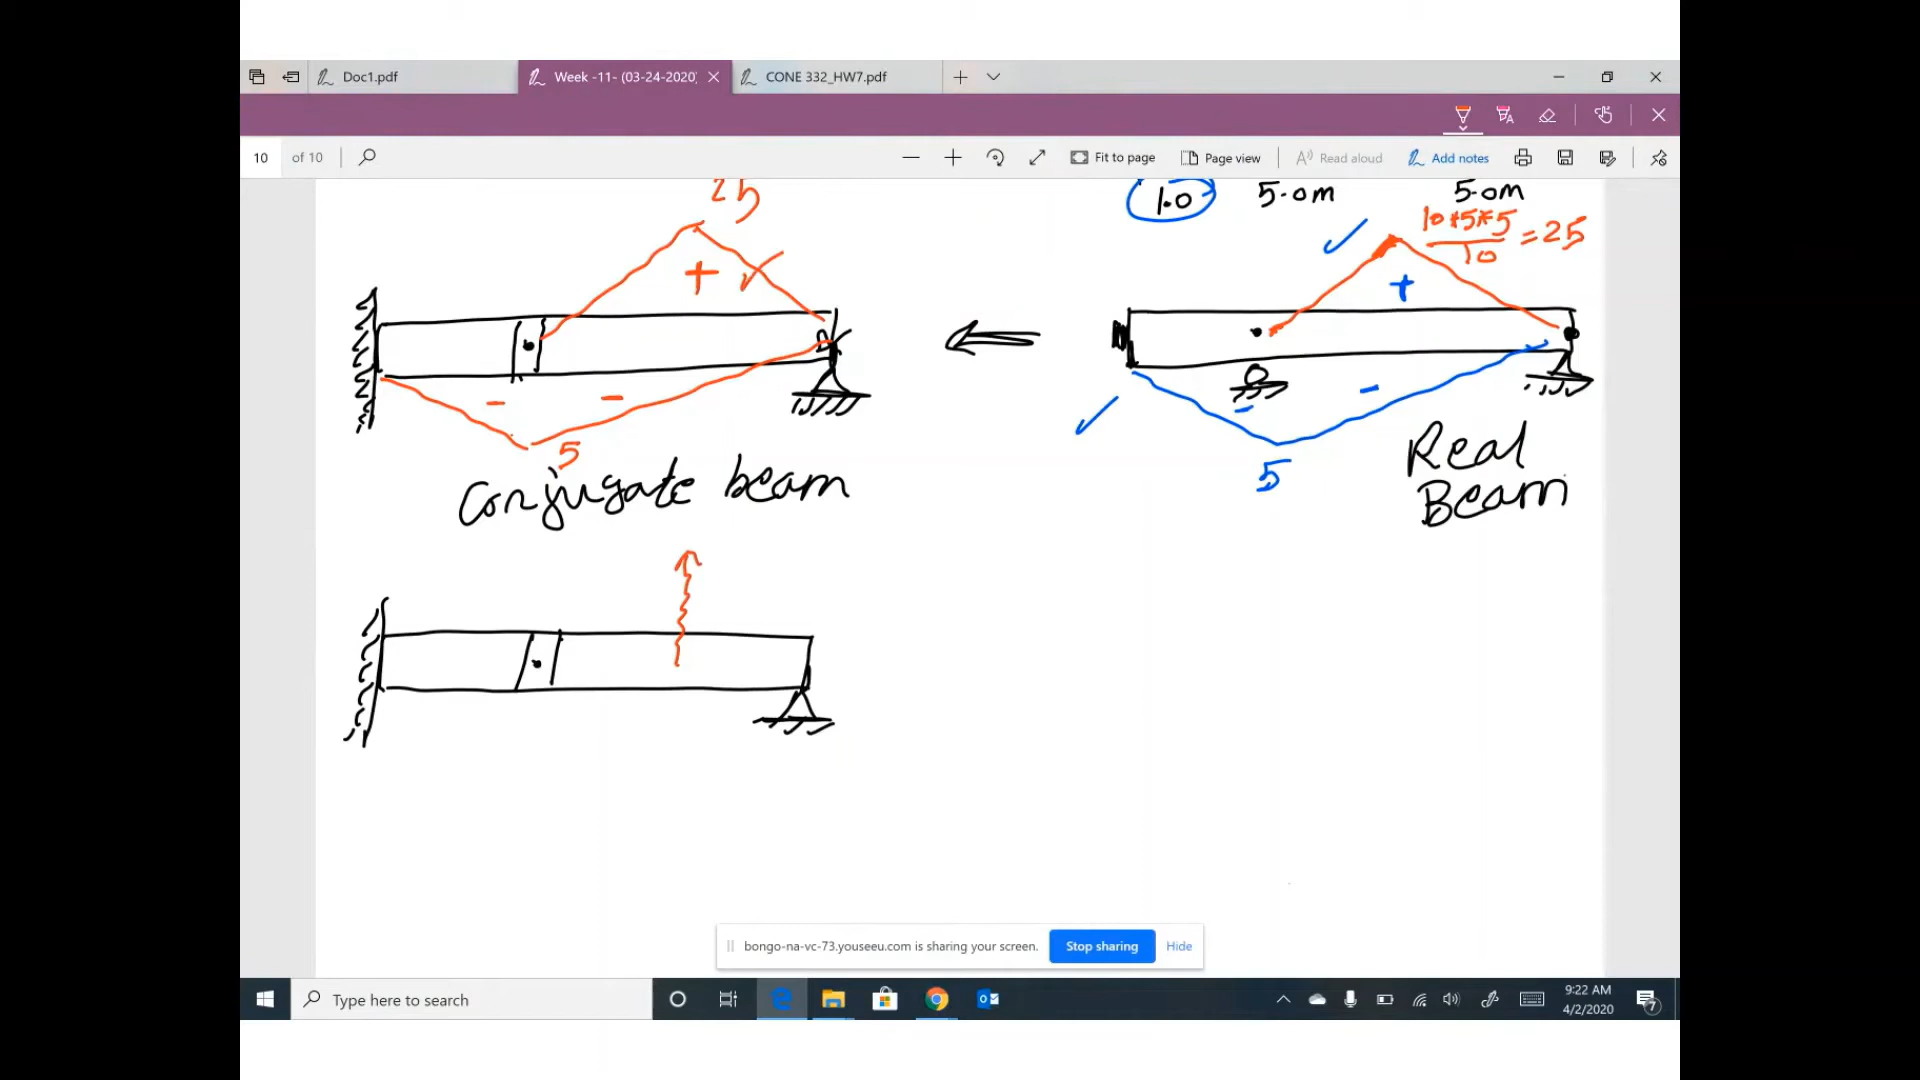 Doc1.pdf
Week -11- (03-24-2020)
CONE 332_HW7.pdf
10 of 10
Fit to page
Page view
Read aloud
Add notes
25
1.0
5.0m
5.0m
10*5*5
10
=25
+
+
-
-
5
-
-
5
Conjugate beam
Real
Beam
bongo-na-vc-73.youseeu.com is sharing your screen.
Stop sharing
Hide
Type here to search
9:22 AM
4/2/2020
7